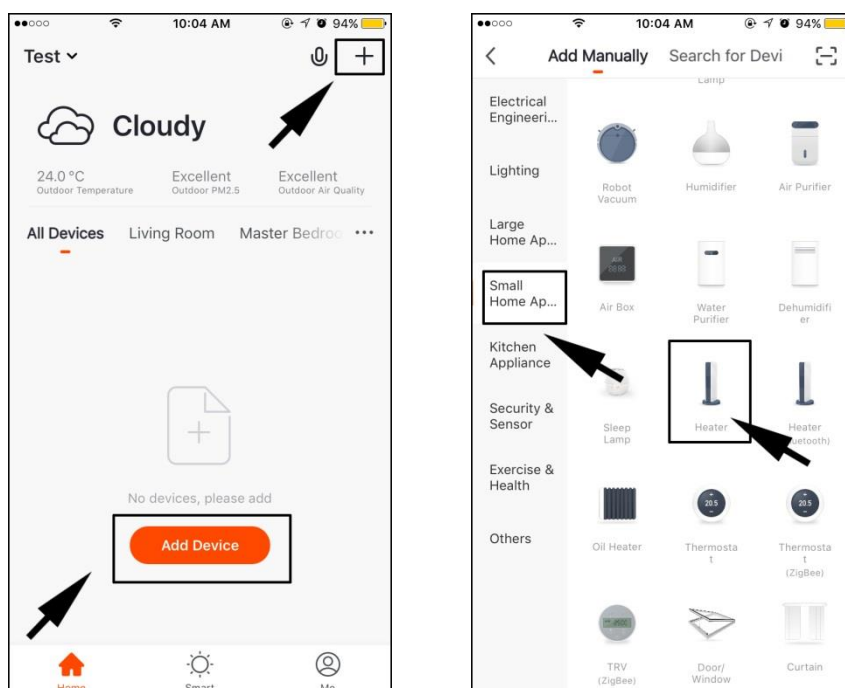 10:04 AM
94%
Test
Cloudy
24.0 °C
Outdoor Temperature
Excellent
Outdoor PM2.5
Excellent
Outdoor Air Quality
All Devices Living Room Master Bedroo
No devices, please add
Add Device
Home Smart Me
10:04 AM
94%
Add Manually Search for Devi
Electrical
Engineeri...
Lighting
Large
Home Ap...
Small
Home Ap...
Kitchen
Appliance
Security &
Sensor
Exercise &
Health
Others
Lamp
Robot
Vacuum
Humidifier
Air Purifier
Air Box
Water
Purifier
Dehumidifi
er
Sleep
Lamp
Heater
Heater
uetooth)
Oil Heater
20.5
Thermosta
t
20.5
Thermosta
t
(ZigBee)
TRV
(ZigBee)
Door/
Window
Curtain